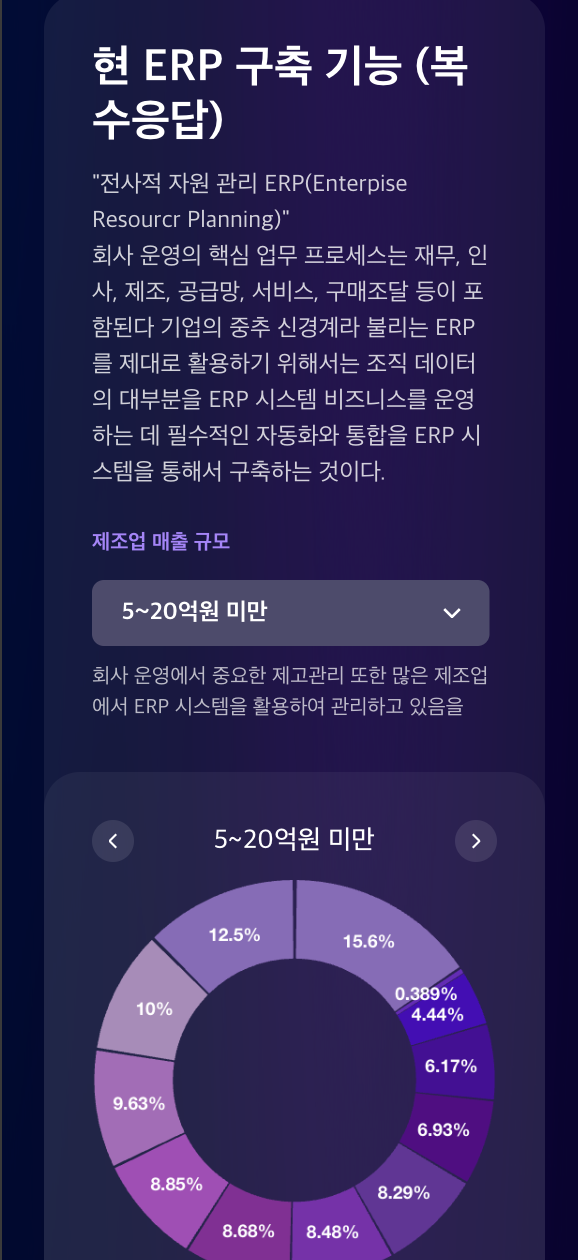 현 ERP 구축 기능 (복
수응답)
"전사적 자원 관리 ERP(Enterpise
Resourcr Planning)"
회사 운영의 핵심 업무 프로세스는 재무, 인
사, 제조, 공급망, 서비스, 구매조달 등이 포
함된다 기업의 중추 신경계라 불리는 ERP
를 제대로 활용하기 위해서는 조직 데이터
의 대부분을 ERP 시스템 비즈니스를 운영
하는 데 필수적인 자동화와 통합을 ERP 시
스템을 통해서 구축하는 것이다.
제조업 매출 규모
5~20억원 미만
회사 운영에서 중요한 제고관리 또한 많은 제조업
에서 ERP 시스템을 활용하여 관리하고 있음을
5~20억원 미만
12.5%
15.6%
0.389%
10%
4.44%
6.17%
9.63%
6.93%
8.85%
8.29%
8.68%
8.48%